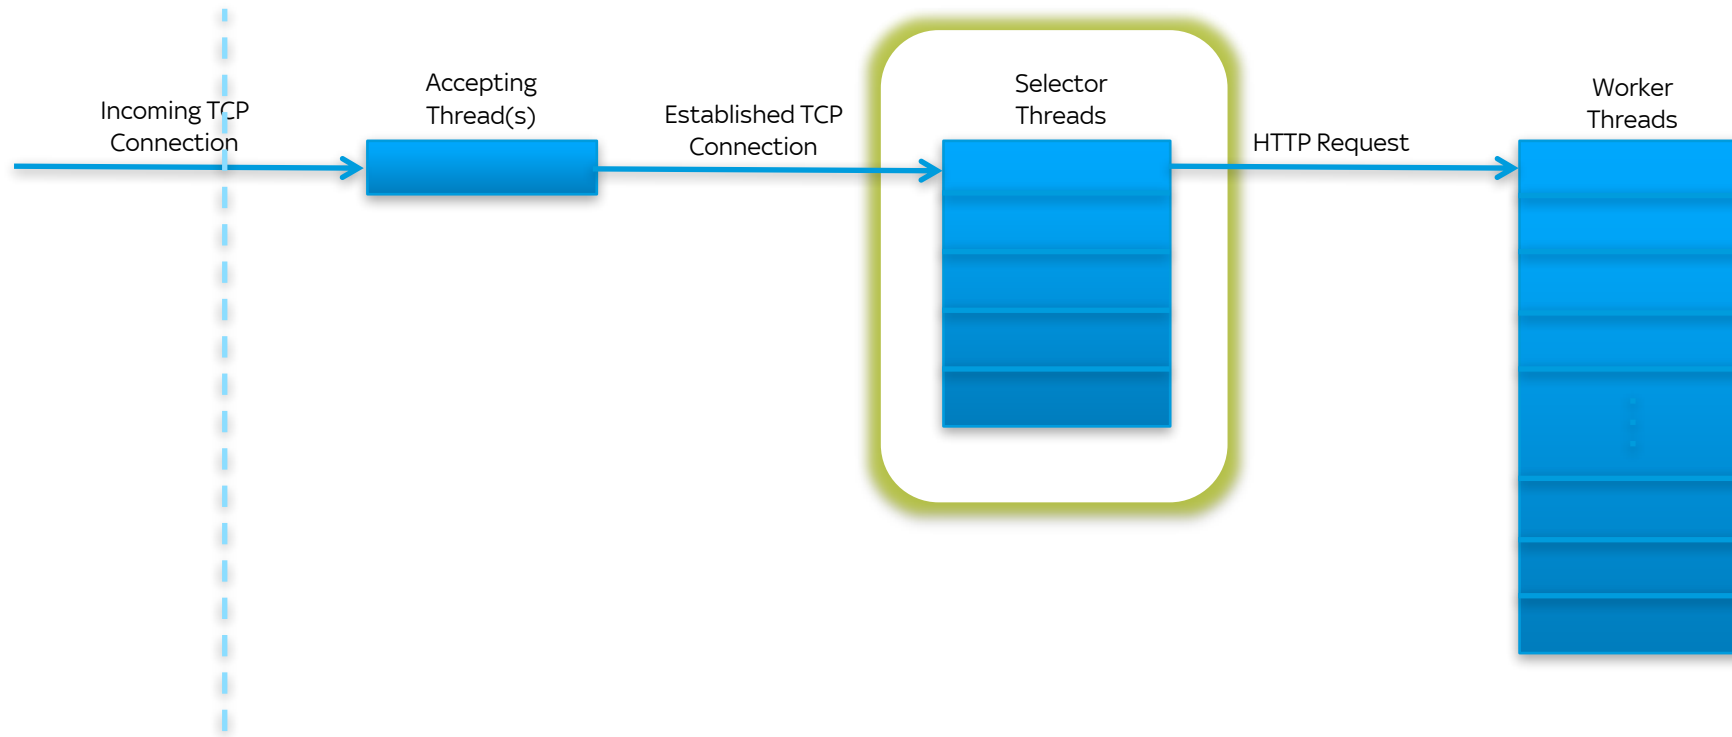 Incoming TCP
Connection
Accepting
Thread(s)
Established TCP
Connection
Selector
Threads
HTTP Request
Worker
Threads